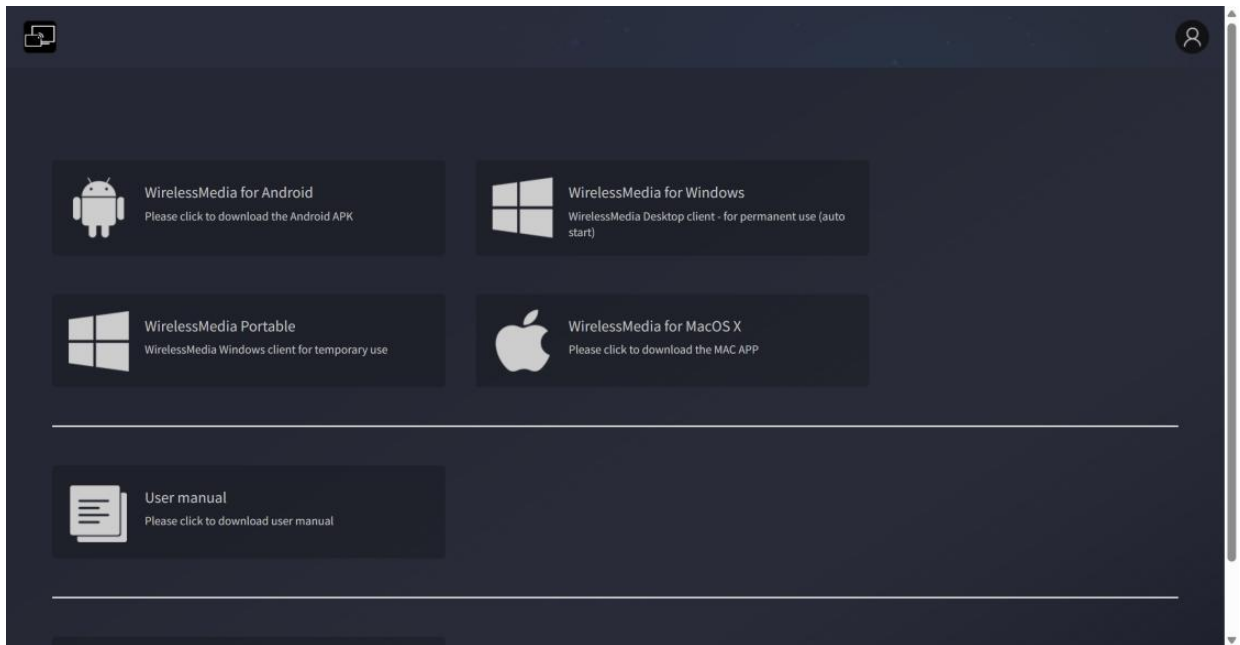 WirelessMedia for Android
Please click to download the Android APK
WirelessMedia for Windows
WirelessMedia Desktop client - for permanent use (auto
start)
WirelessMedia Portable
WirelessMedia Windows client for temporary use
WirelessMedia for MacOS X
Please click to download the MAC APP
User manual
Please click to download user manual